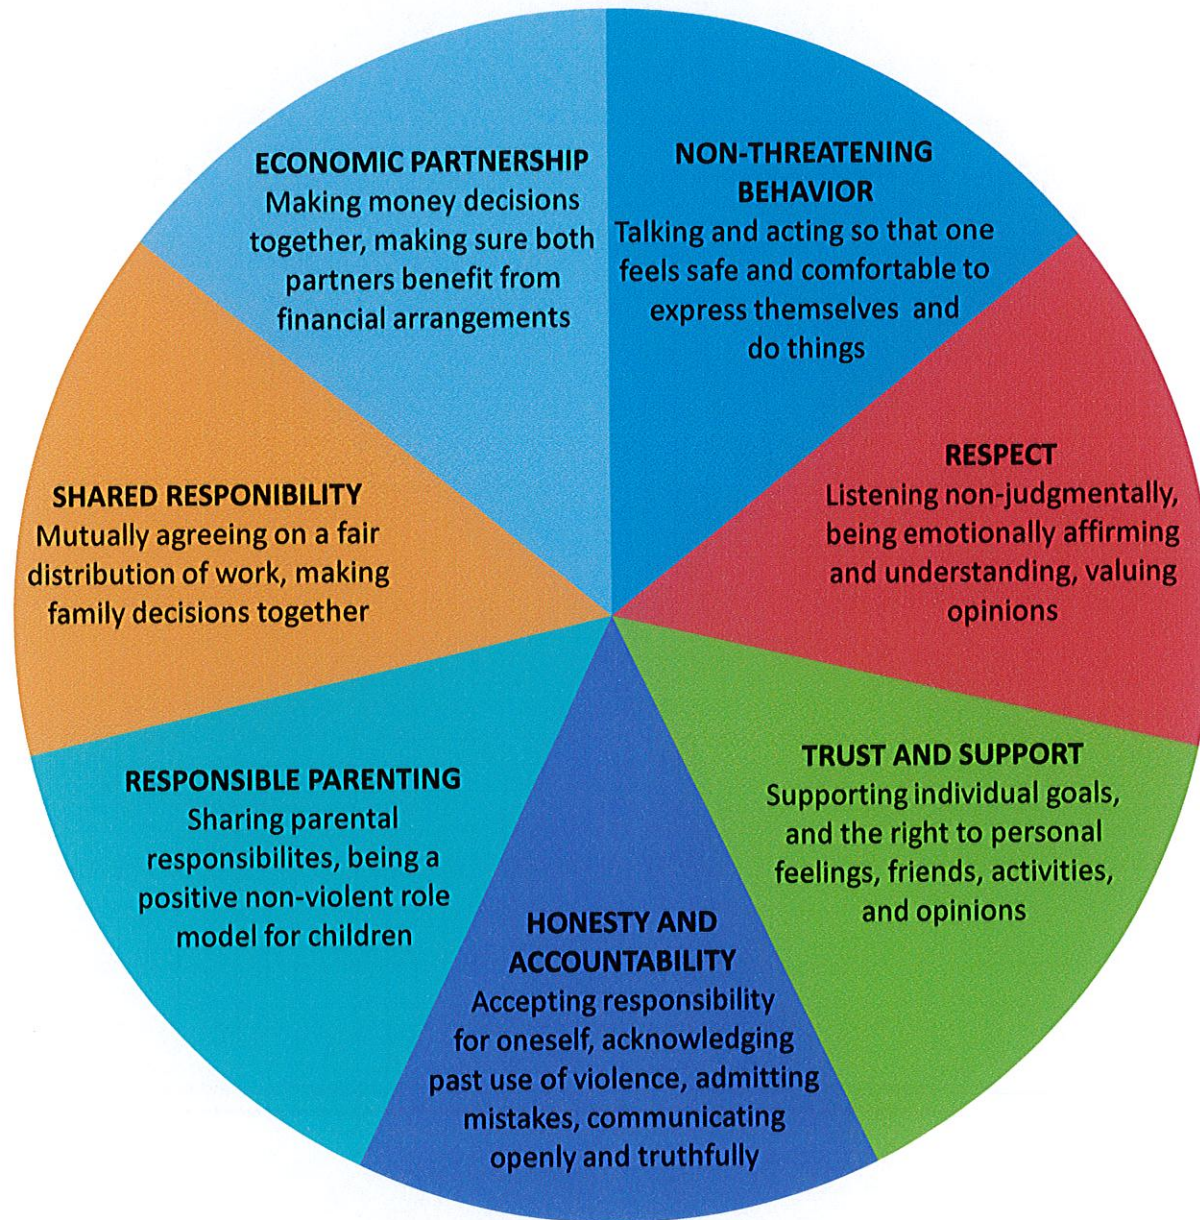 NON-THREATENING
BEHAVIOR
Talking and acting so that one
feels safe and comfortable to
express themselves and
do things
RESPECT
Listening non-judgmentally,
being emotionally affirming
and understanding, valuing
opinions
TRUST AND SUPPORT
Supporting individual goals,
and the right to personal
feelings, friends, activities,
and opinions
HONESTY AND
ACCOUNTABILITY
Accepting responsibility
for oneself, acknowledging
past use of violence, admitting
mistakes, communicating
openly and truthfully
RESPONSIBLE PARENTING
Sharing parental
responsibilites, being a
positive non-violent role
model for children
SHARED RESPONIBILITY
Mutually agreeing on a fair
distribution of work, making
family decisions together
ECONOMIC PARTNERSHIP
Making money decisions
together, making sure both
partners benefit from
financial arrangements